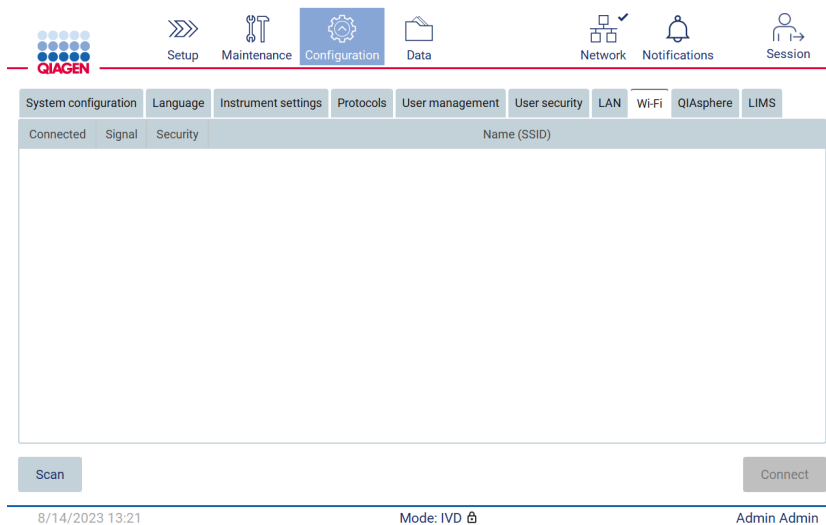 QIAGEN
Setup Maintenance Configuration Data Network Notifications Session
System configuration Language Instrument settings Protocols User management User security LAN Wi-Fi QIAsphere LIMS
Connected Signal Security Name (SSID)
Scan Connect
8/14/2023 13:21 Mode: IVD Admin Admin